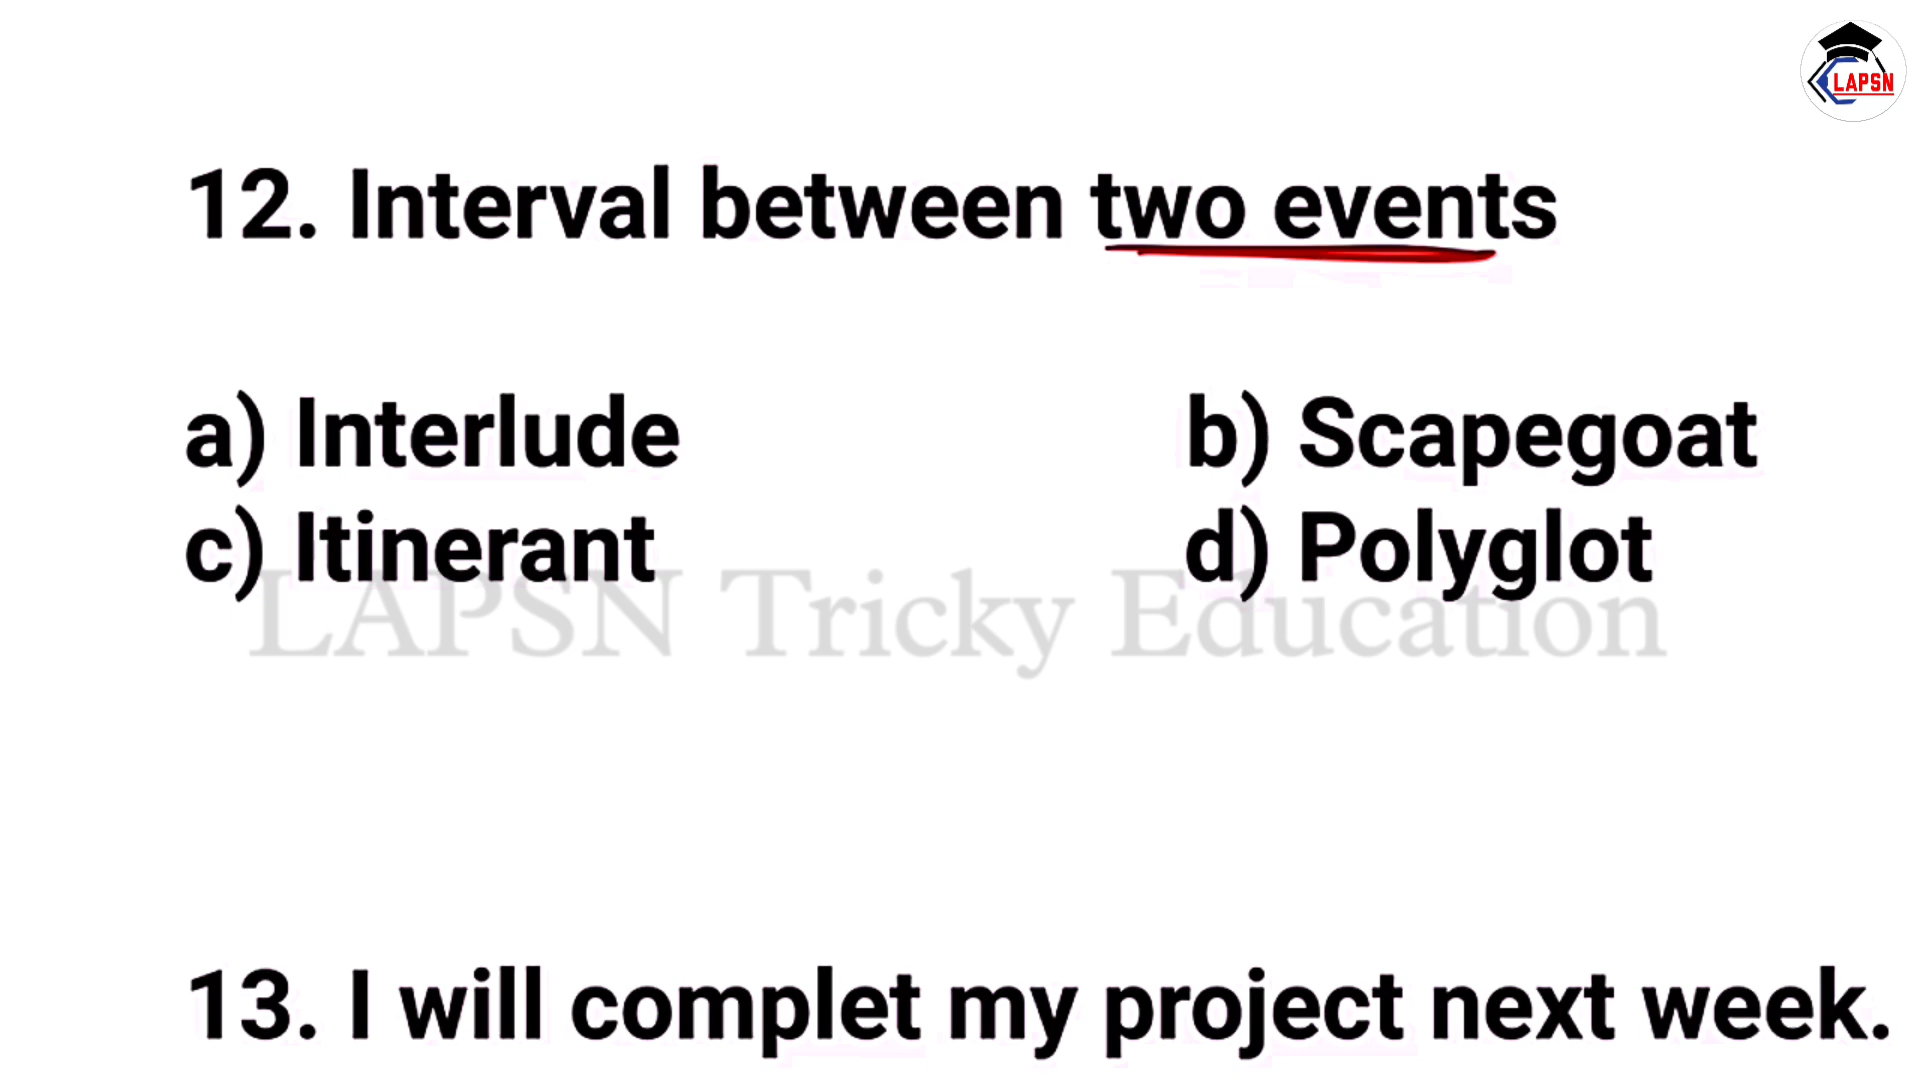 LAPSN
12. Interval between two events
a) Interlude b) Scapegoat
c) Itinerant d) Polyglot
LAPSN Tricky Education
13. I will complet my project next week.